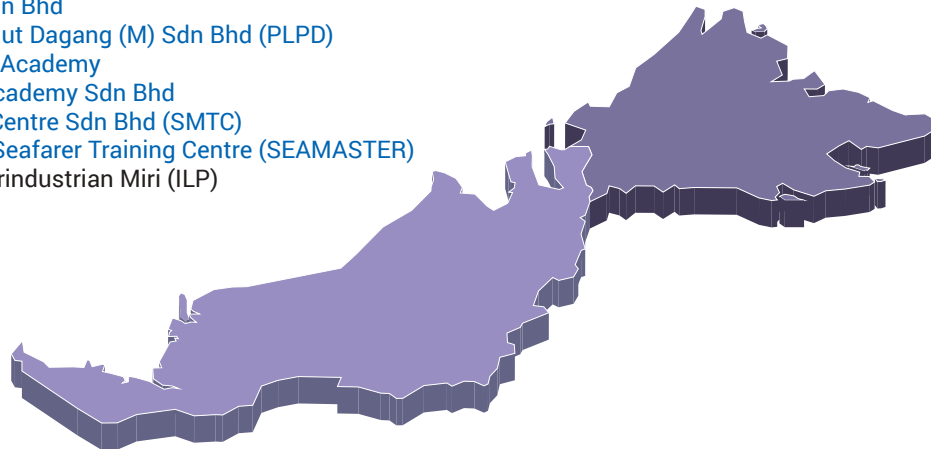 n Bhd
ut Dagang (M) Sdn Bhd (PLPD)
Academy
cademy Sdn Bhd
Centre Sdn Bhd (SMTC)
Seafarer Training Centre (SEAMASTER)
rindustrian Miri (ILP)